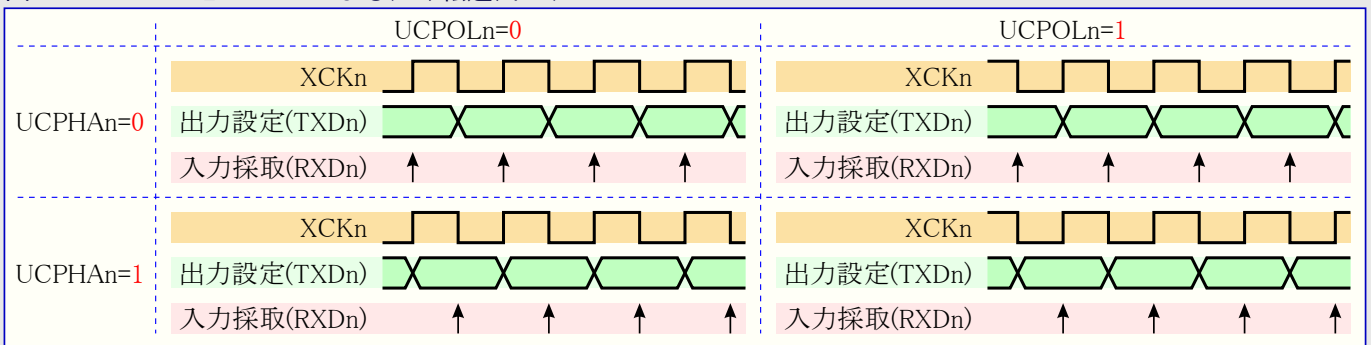 UCPOLn=0 UCPOLn=1
XCKn XCKn
UCPHAn=0 出力設定(TXDn) 出力設定(TXDn)
入力採取(RXDn) 入力採取(RXDn)
XCKn XCKn
UCPHAn=1 出力設定(TXDn) 出力設定(TXDn)
入力採取(RXDn) 入力採取(RXDn)